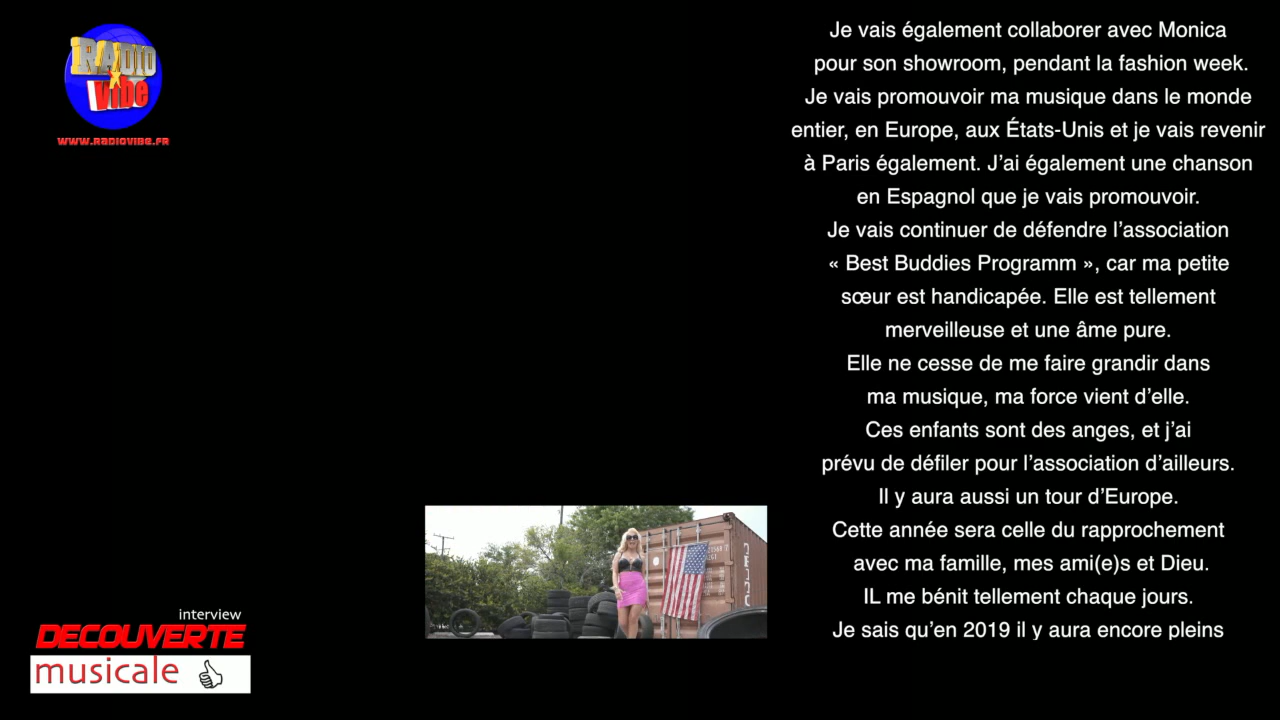 RADIO
VIBE
WWW.RADIOVIBE.FR
Je vais également collaborer avec Monica
pour son showroom, pendant la fashion week.
Je vais promouvoir ma musique dans le monde
entier, en Europe, aux États-Unis et je vais revenir
à Paris également. J’ai également une chanson
en Espagnol que je vais promouvoir.
Je vais continuer de défendre l’association
« Best Buddies Programm », car ma petite
sœur est handicapée. Elle est tellement
merveilleuse et une âme pure.
Elle ne cesse de me faire grandir dans
ma musique, ma force vient d’elle.
Ces enfants sont des anges, et j’ai
prévu de défiler pour l’association d’ailleurs.
Il y aura aussi un tour d’Europe.
Cette année sera celle du rapprochement
avec ma famille, mes ami(e)s et Dieu.
IL me bénit tellement chaque jours.
Je sais qu’en 2019 il y aura encore pleins
interview
DECOUVERTE
musicale